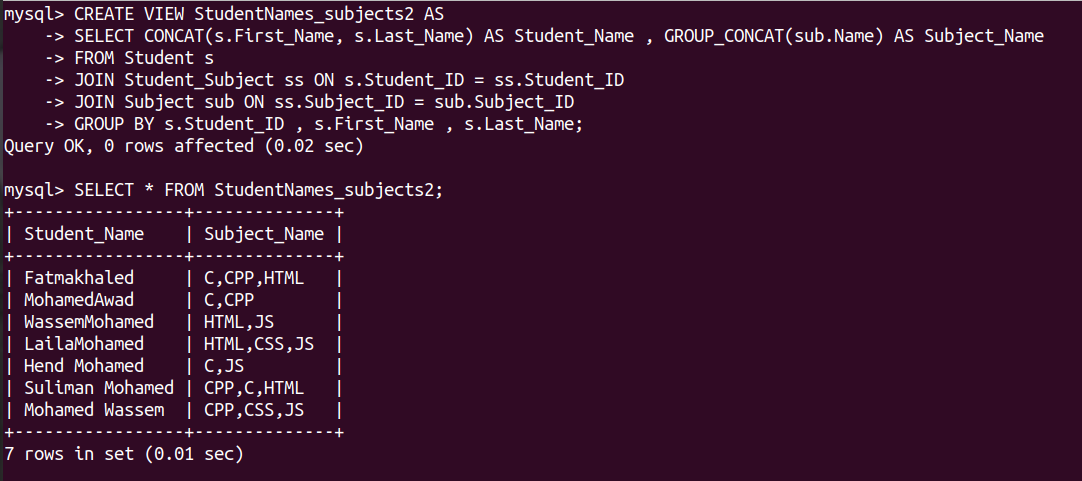 mysql> CREATE VIEW StudentNames_subjects2 AS
    -> SELECT CONCAT(s.First_Name, s.Last_Name) AS Student_Name , GROUP_CONCAT(sub.Name) AS Subject_Name
    -> FROM Student s
    -> JOIN Student_Subject ss ON s.Student_ID = ss.Student_ID
    -> JOIN Subject sub ON ss.Subject_ID = sub.Subject_ID
    -> GROUP BY s.Student_ID , s.First_Name , s.Last_Name;
Query OK, 0 rows affected (0.02 sec)

mysql> SELECT * FROM StudentNames_subjects2;
+-----------------+--------------+
| Student_Name    | Subject_Name |
+-----------------+--------------+
| Fatmakhaled     | C,CPP,HTML   |
| MohamedAwad     | C,CPP        |
| WassemMohamed   | HTML,JS      |
| LailaMohamed    | HTML,CSS,JS  |
| Hend Mohamed    | C,JS         |
| Suliman Mohamed | CPP,C,HTML   |
| Mohamed Wassem  | CPP,CSS,JS   |
+-----------------+--------------+
7 rows in set (0.01 sec)